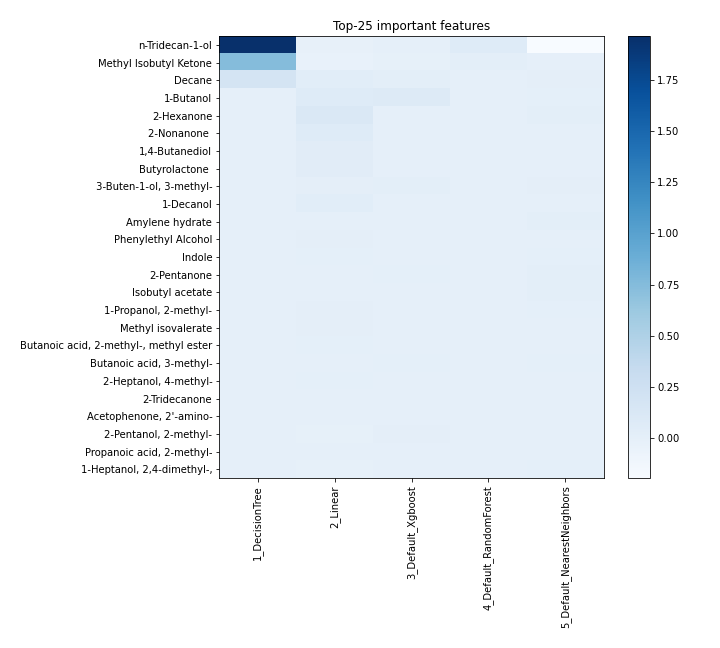 Top-25 important features
n-Tridecan-1-ol
Methyl Isobutyl Ketone
Decane
1-Butanol
2-Hexanone
2-Nonanone
1,4-Butanediol
Butyrolactone
3-Buten-1-ol, 3-methyl-
1-Decanol
Amylene hydrate
Phenylethyl Alcohol
Indole
2-Pentanone
Isobutyl acetate
1-Propanol, 2-methyl-
Methyl isovalerate
Butanoic acid, 2-methyl-, methyl ester
Butanoic acid, 3-methyl-
2-Heptanol, 4-methyl-
2-Tridecanone
Acetophenone, 2'-amino-
2-Pentanol, 2-methyl-
Propanoic acid, 2-methyl-
1-Heptanol, 2,4-dimethyl-,
1_DecisionTree
2_Linear
3_Default_Xgboost
4_Default_RandomForest
5_Default_NearestNeighbors
1.75
1.50
1.25
1.00
0.75
0.50
0.25
0.00